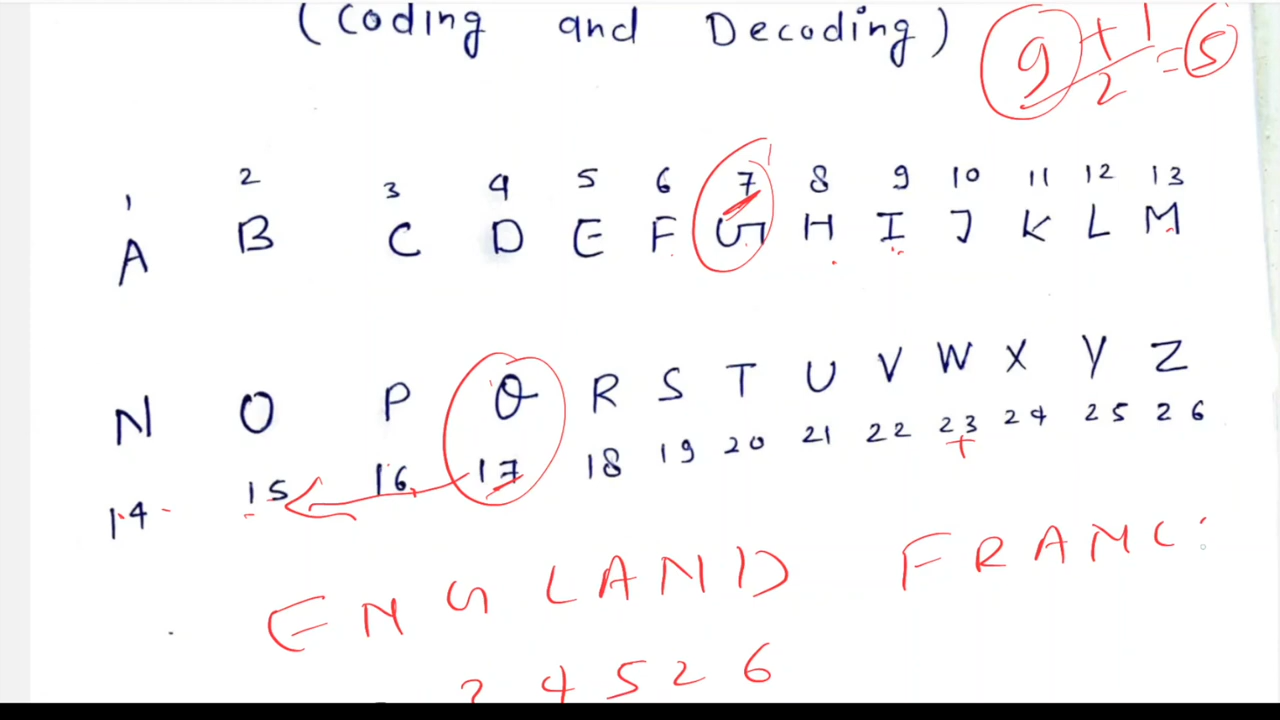 (Coding and Decoding) 9+1/2 = 5
1 2 3 4 5 6 7 8 9 10 11 12 13
A B C D E F G H I J K L M
N O P Q R S T U V W X Y Z
14 15 16 17 18 19 20 21 22 23 24 25 26
ENGLAND FRANC
2 4 5 2 6